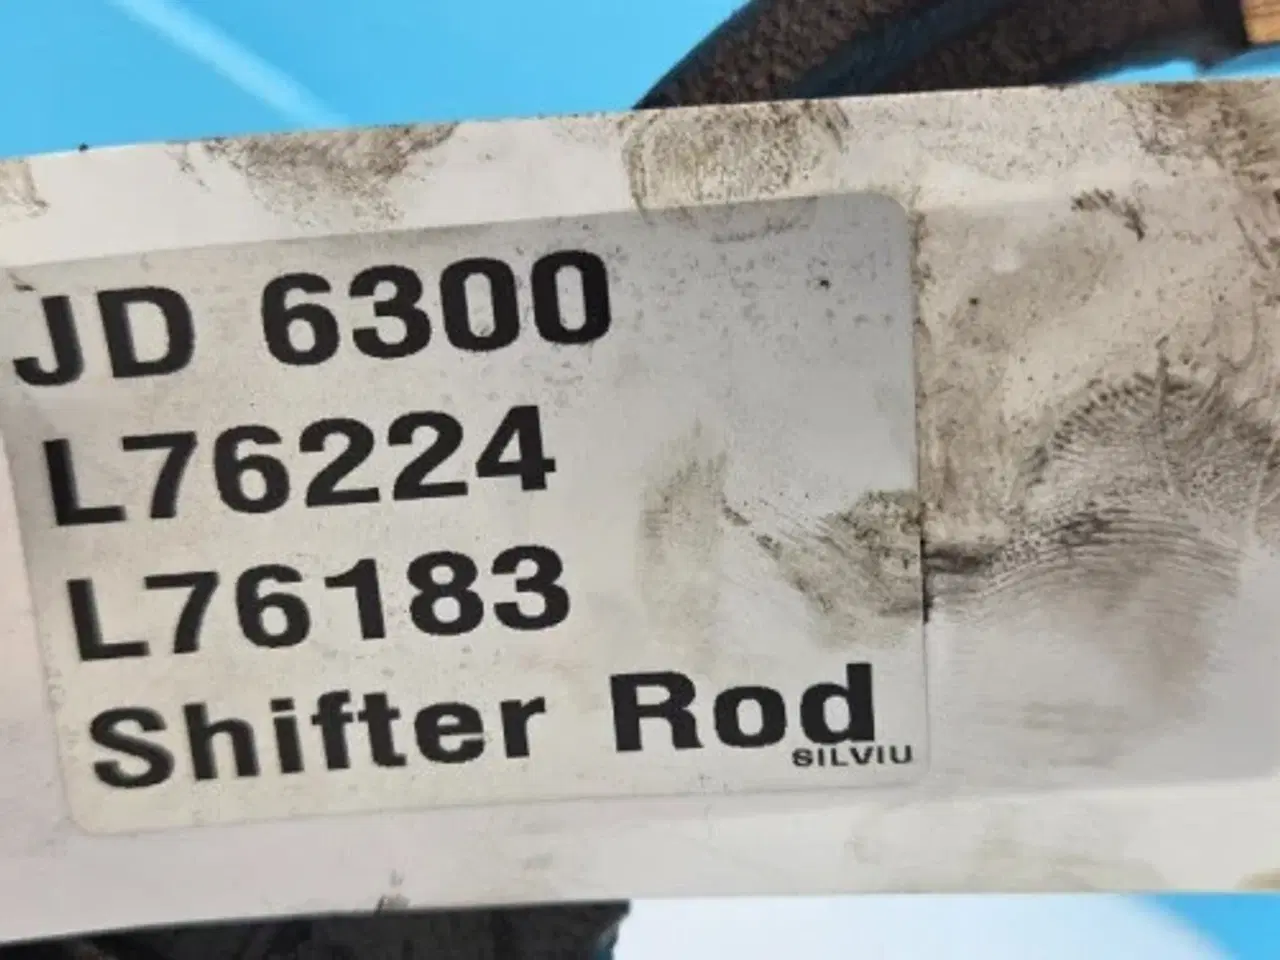 JD 6300
L76224
L76183
Shifter Rod
SILVIU